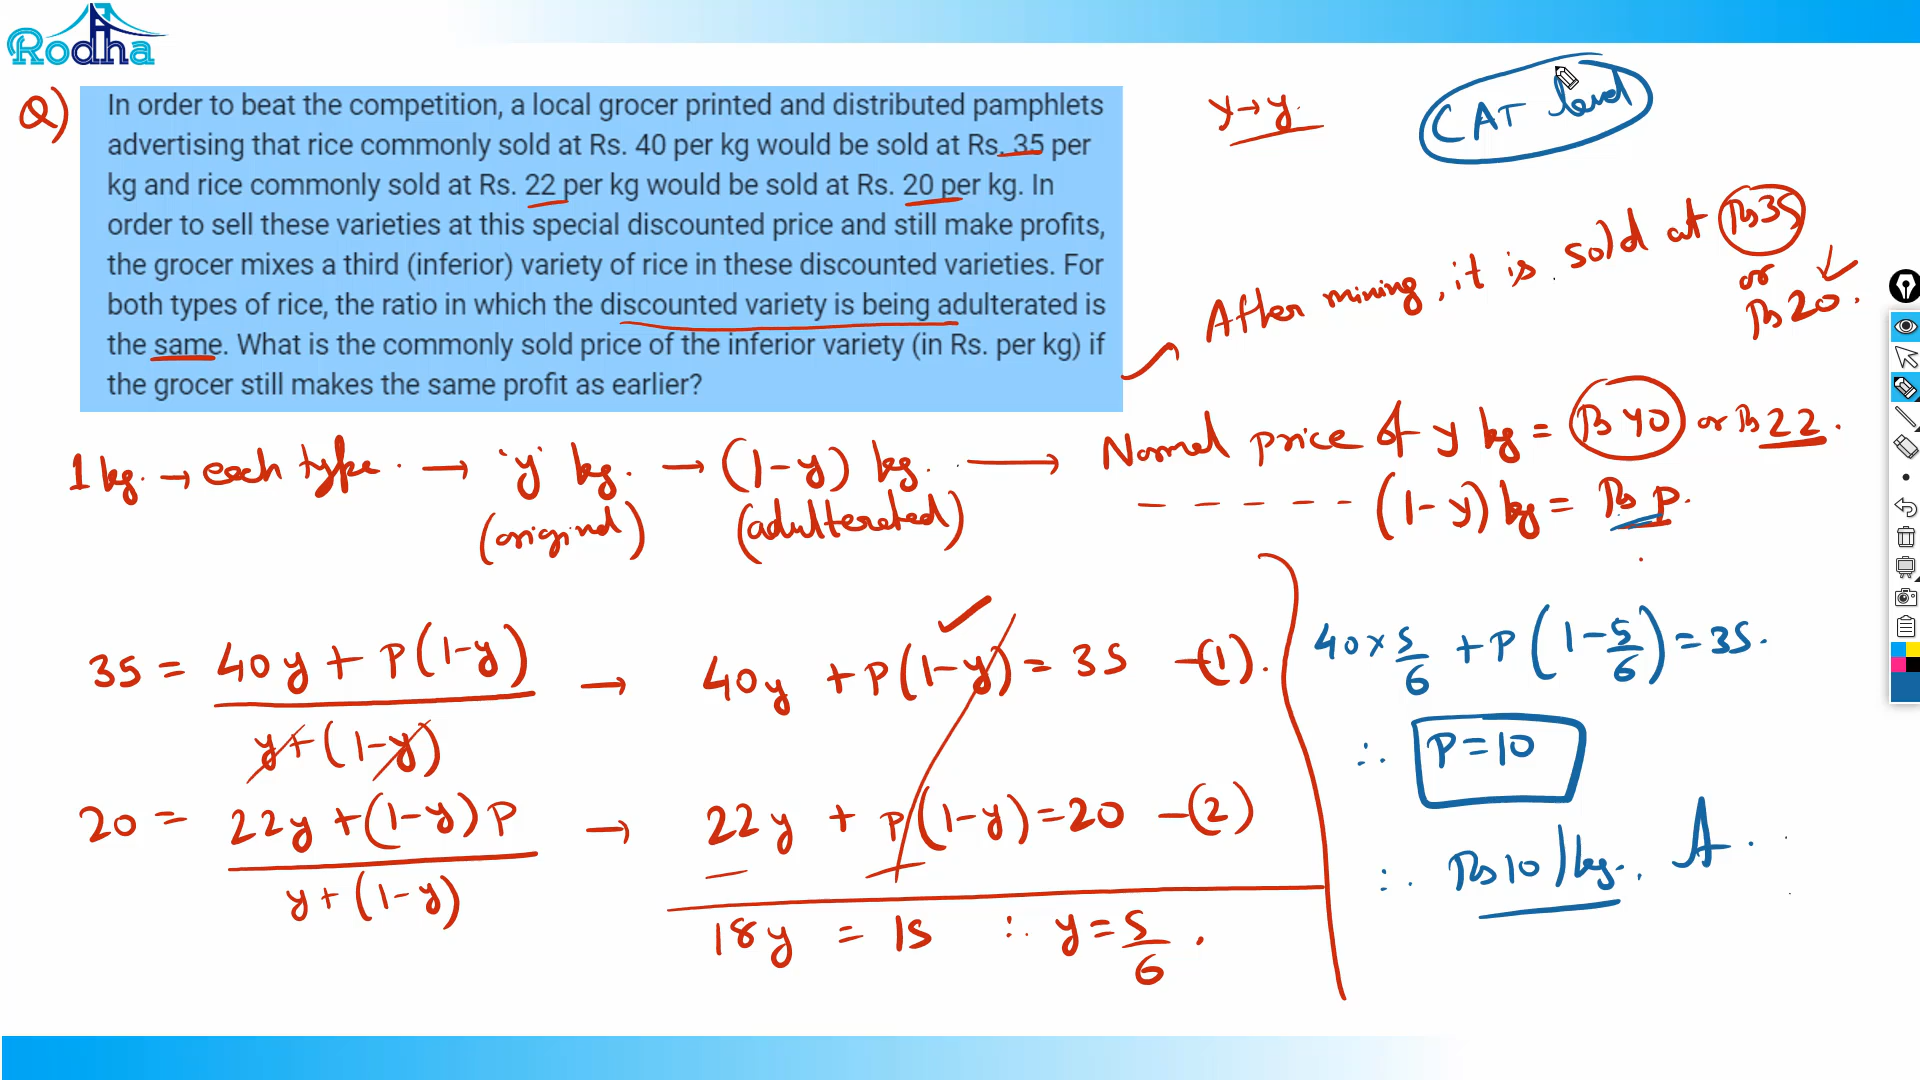 Rodha
Q)
In order to beat the competition, a local grocer printed and distributed pamphlets
advertising that rice commonly sold at Rs. 40 per kg would be sold at Rs. 35 per
kg and rice commonly sold at Rs. 22 per kg would be sold at Rs. 20 per kg. In
order to sell these varieties at this special discounted price and still make profits,
the grocer mixes a third (inferior) variety of rice in these discounted varieties. For
both types of rice, the ratio in which the discounted variety is being adulterated is
the same. What is the commonly sold price of the inferior variety (in Rs. per kg) if
the grocer still makes the same profit as earlier?
y → y.
CAT level
After mining, it is sold at Rs 35
or
Rs 20.
1 kg. → each type. → 'y' kg. → (1-y) kg. → Normal price of y kg = Rs 40 or Rs 22.
(original) (adulterated) - - - - - - (1-y) kg = Rs p.
35 = 40y + P(1-y) → 40y + P(1-y) = 35 -(1).
y + (1-y)
20 = 22y + (1-y) P → 22y + P(1-y) = 20 -(2)
y + (1-y)
18y = 15 ∴ y = 5/6.
40 × 5/6 + P (1 - 5/6) = 35.
∴ P = 10
∴ Rs 10/kg. A.